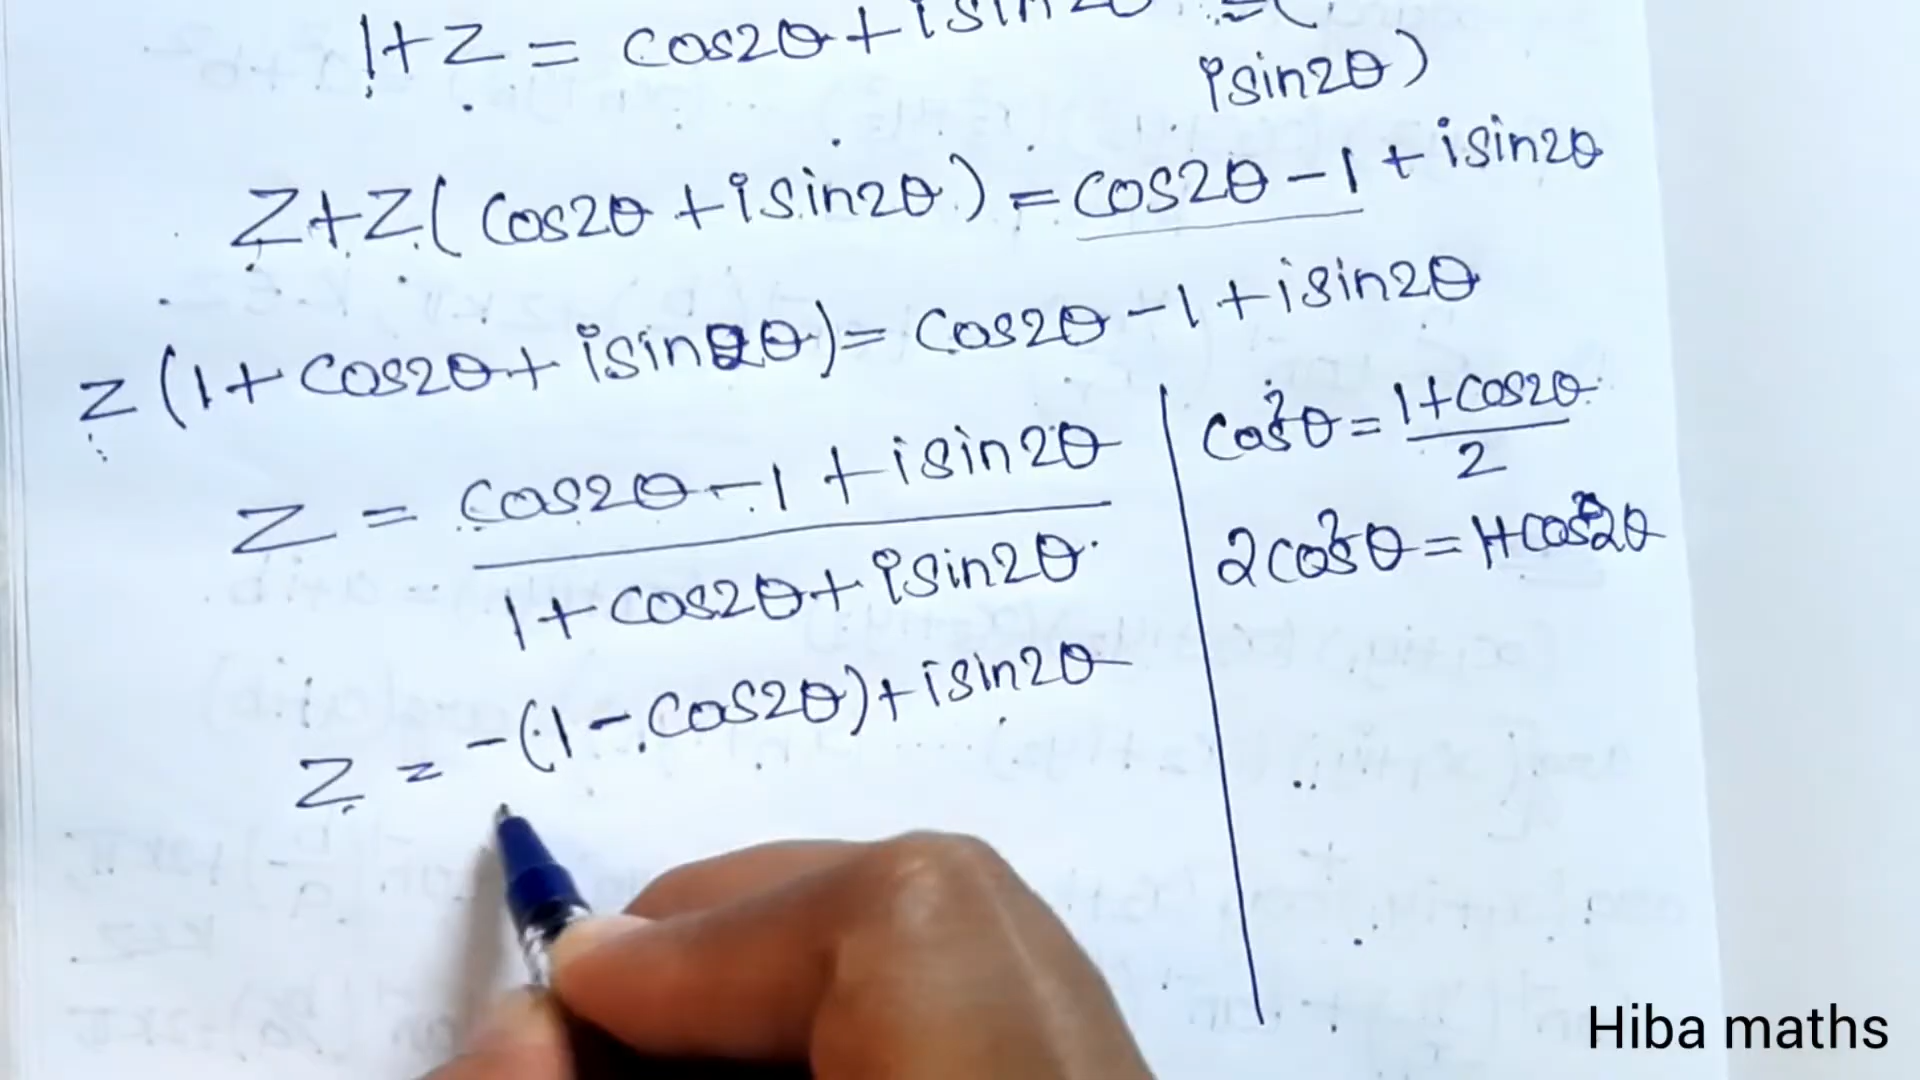 1+z = cos2θ+isin2θ =(
isin2θ)
z+z(cos2θ+isin2θ)=cos2θ-1+isin2θ
z(1+cos2θ+isin2θ)=cos2θ-1+isin2θ
z = cos2θ-1+isin2θ
1+cos2θ+isin2θ
z = -(1-cos2θ)+isin2θ
cos²θ=1+cos2θ
2
2cos²θ=1+cos2θ
Hiba maths